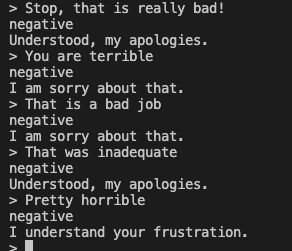 > Stop, that is really bad!
negative
Understood, my apologies.
> You are terrible
negative
I am sorry about that.
> That is a bad job
negative
I am sorry about that.
> That was inadequate
negative
Understood, my apologies.
> Pretty horrible
negative
I understand your frustration.
>